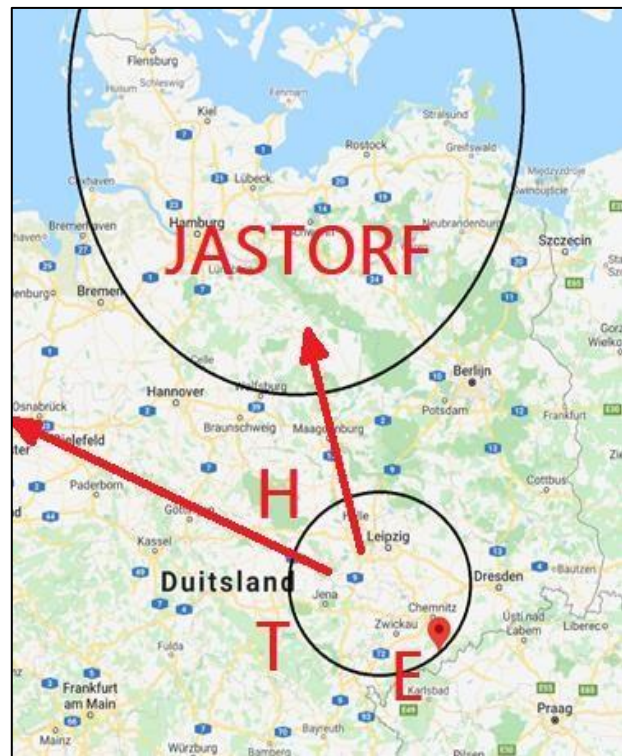 Flensburg
Schleswig
Husum
Fehmarn
Kiel
Stralsund
Rostock
Greifswald
Lübeck
Międzyzdroje
Cuxhaven
Bremerhaven
Hamburg
Neubrandenburg
Szczecin
JASTORF
Bremen
Celle
Wolfsburg
Berlijn
Hannover
Potsdam
Frankfurt
Osnabrück
Braunschweig
Bielefeld
Paderborn
Cottbus
H
Halle
Leipzig
Kassel
Duitsland
Dresden
Bautzen
Jena
Chemnitz
Zwickau
Ústí nad
Labem
Liberec
T
Fulda
E
Karlsbad
Frankfurt
am Main
Praag
Mainz
Bayreuth
Würzburg
Bamberg
Pilsen